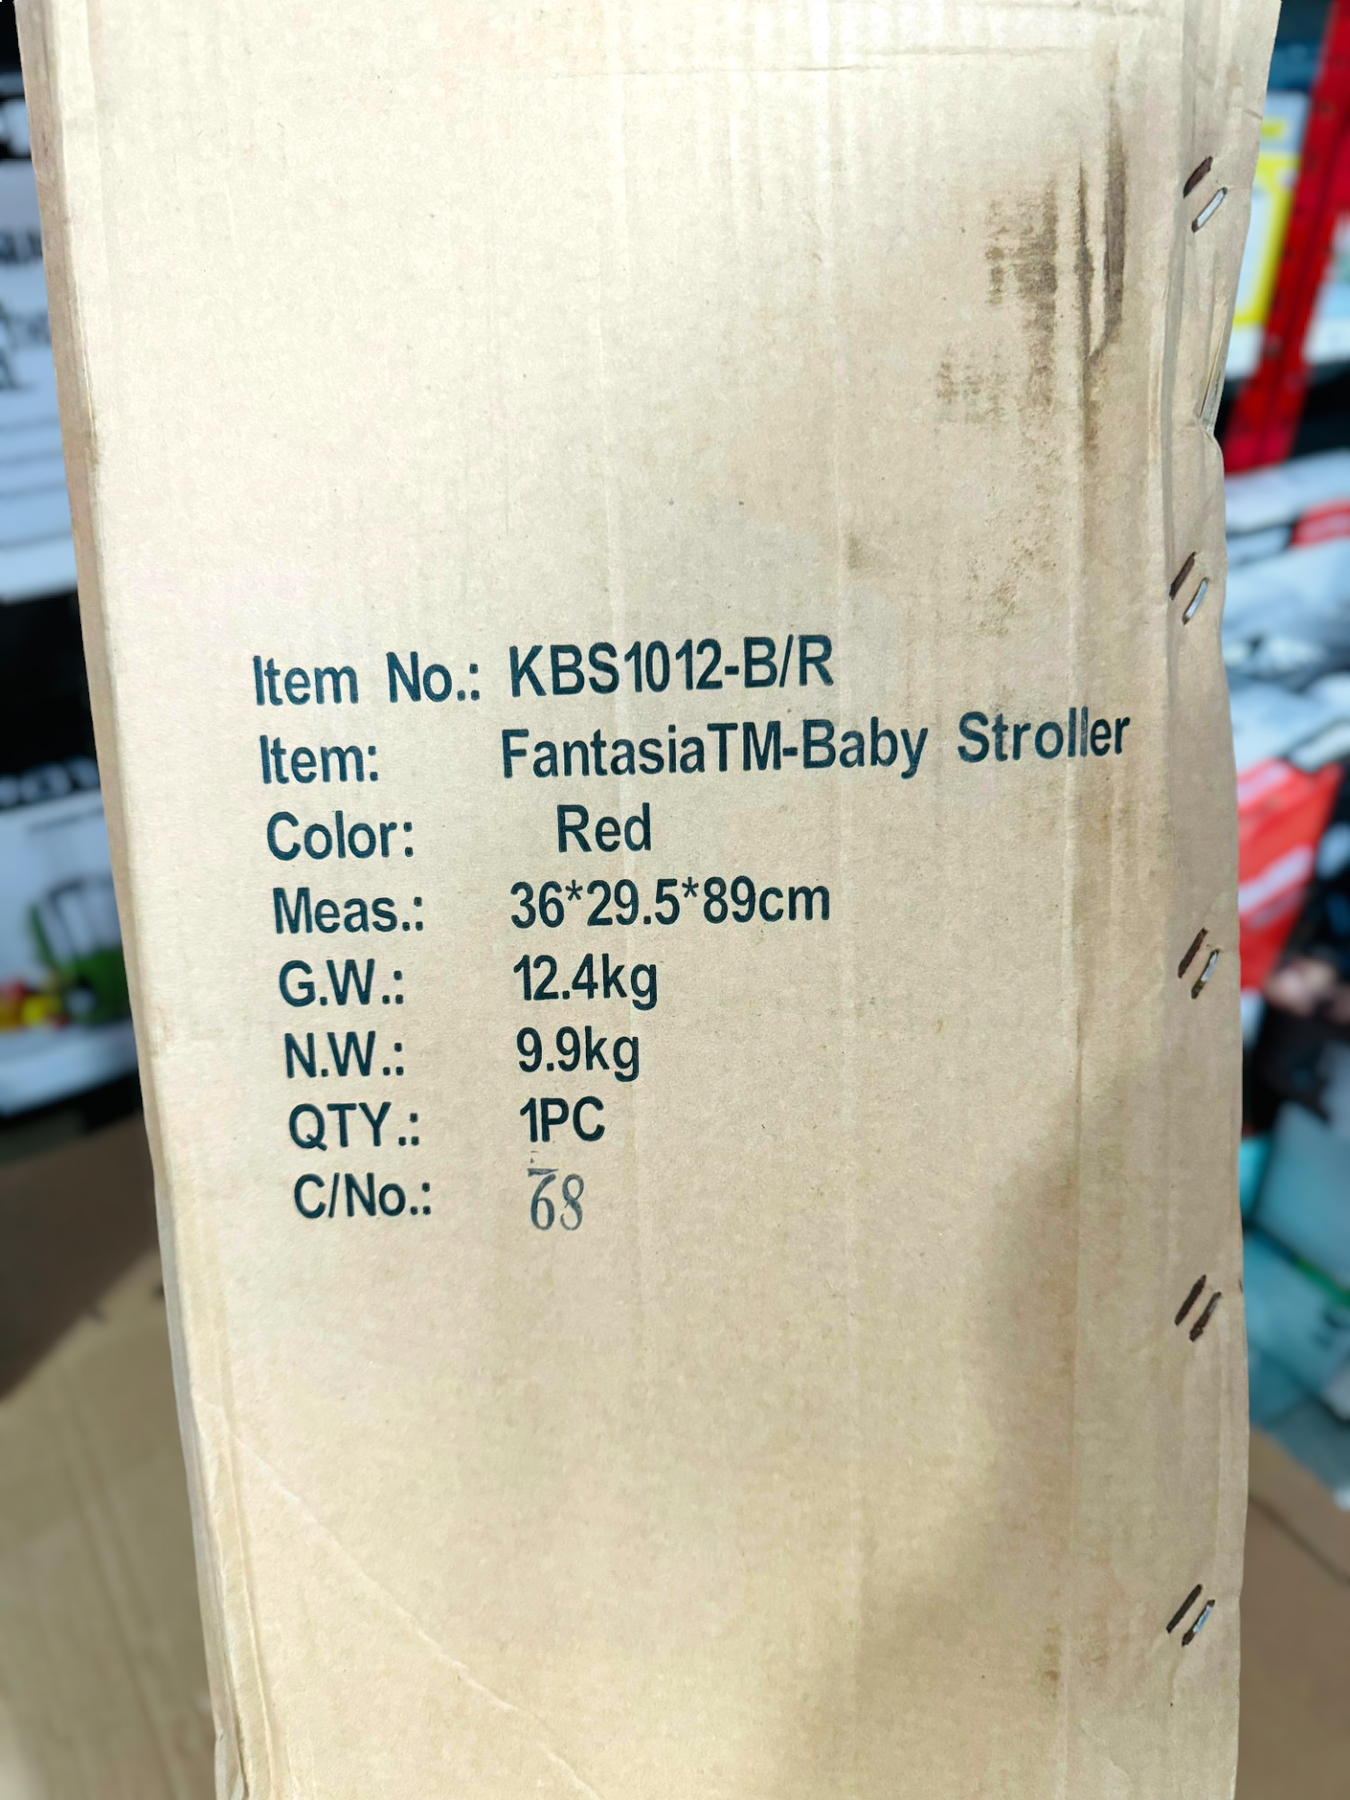 Item No.: KBS1012-B/R
Item: FantasiaTM-Baby Stroller
Color: Red
Meas.: 36*29.5*89cm
G.W.: 12.4kg
N.W.: 9.9kg
QTY.: 1PC
C/No.: 68